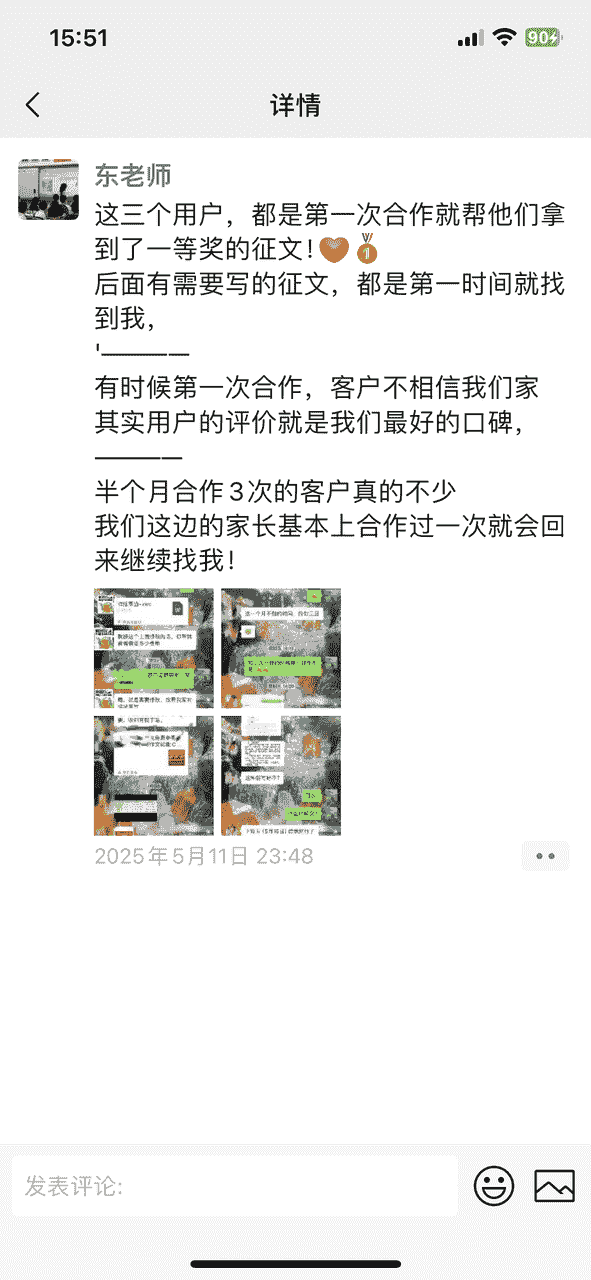 15:51
90
详情
东老师
这三个用户，都是第一次合作就帮他们拿
到了一等奖的征文!🧡🏅
后面有需要写的征文，都是第一时间就找
到我，
'————
有时候第一次合作，客户不相信我们家
其实用户的评价就是我们最好的口碑，
————
半个月合作3次的客户真的不少
我们这边的家长基本上合作过一次就会回
来继续找我！
2025年5月11日 23:48
发表评论: